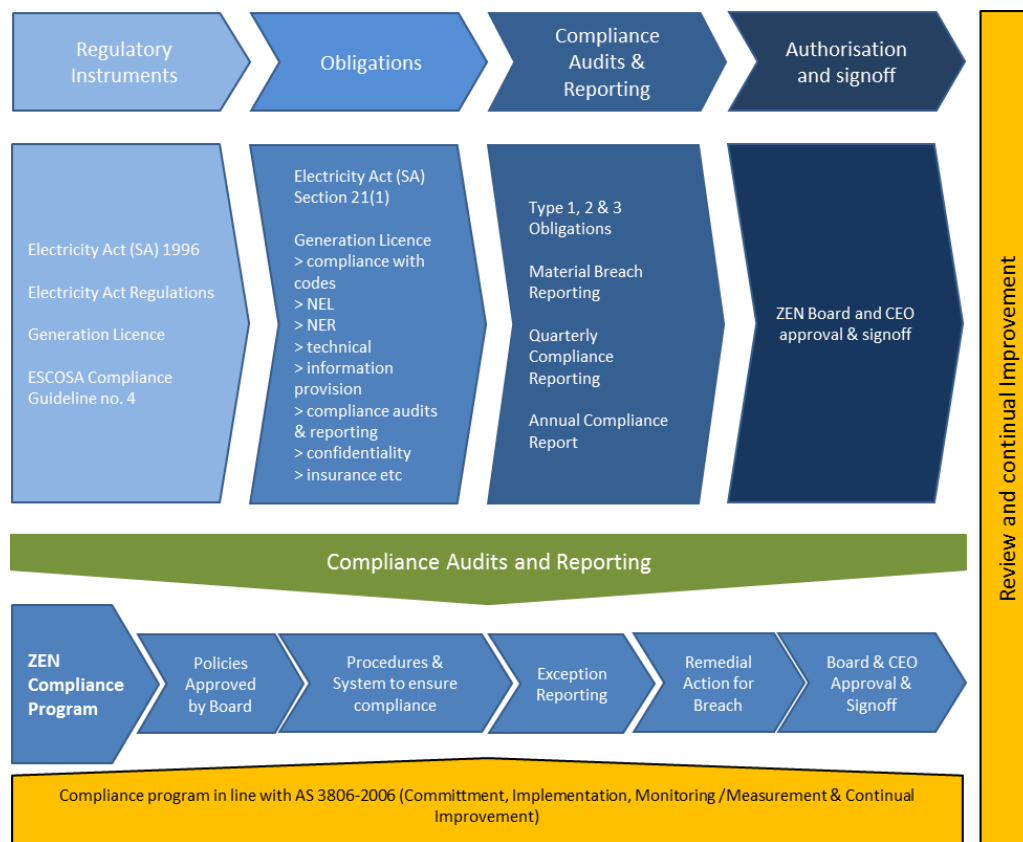 Regulatory
Instruments
Obligations
Compliance
Audits &
Reporting
Authorisation
and signoff
Electricity Act (SA) 1996
Electricity Act Regulations
Generation Licence
ESCOSA Compliance
Guideline no. 4
Electricity Act (SA)
Section 21(1)
Generation Licence
> compliance with
codes
> NEL
> NER
> technical
> information
provision
> compliance audits
& reporting
> confidentiality
> insurance etc
Type 1, 2 & 3
Obligations
Material Breach
Reporting
Quarterly
Compliance
Reporting
Annual Compliance
Report
ZEN Board and CEO
approval & signoff
Review and continual Improvement
Compliance Audits and Reporting
ZEN
Compliance
Program
Policies
Approved
by Board
Procedures &
System to ensure
compliance
Exception
Reporting
Remedial
Action for
Breach
Board & CEO
Approval &
Signoff
Compliance program in line with AS 3806-2006 (Committment, Implementation, Monitoring /Measurement & Continual
Improvement)